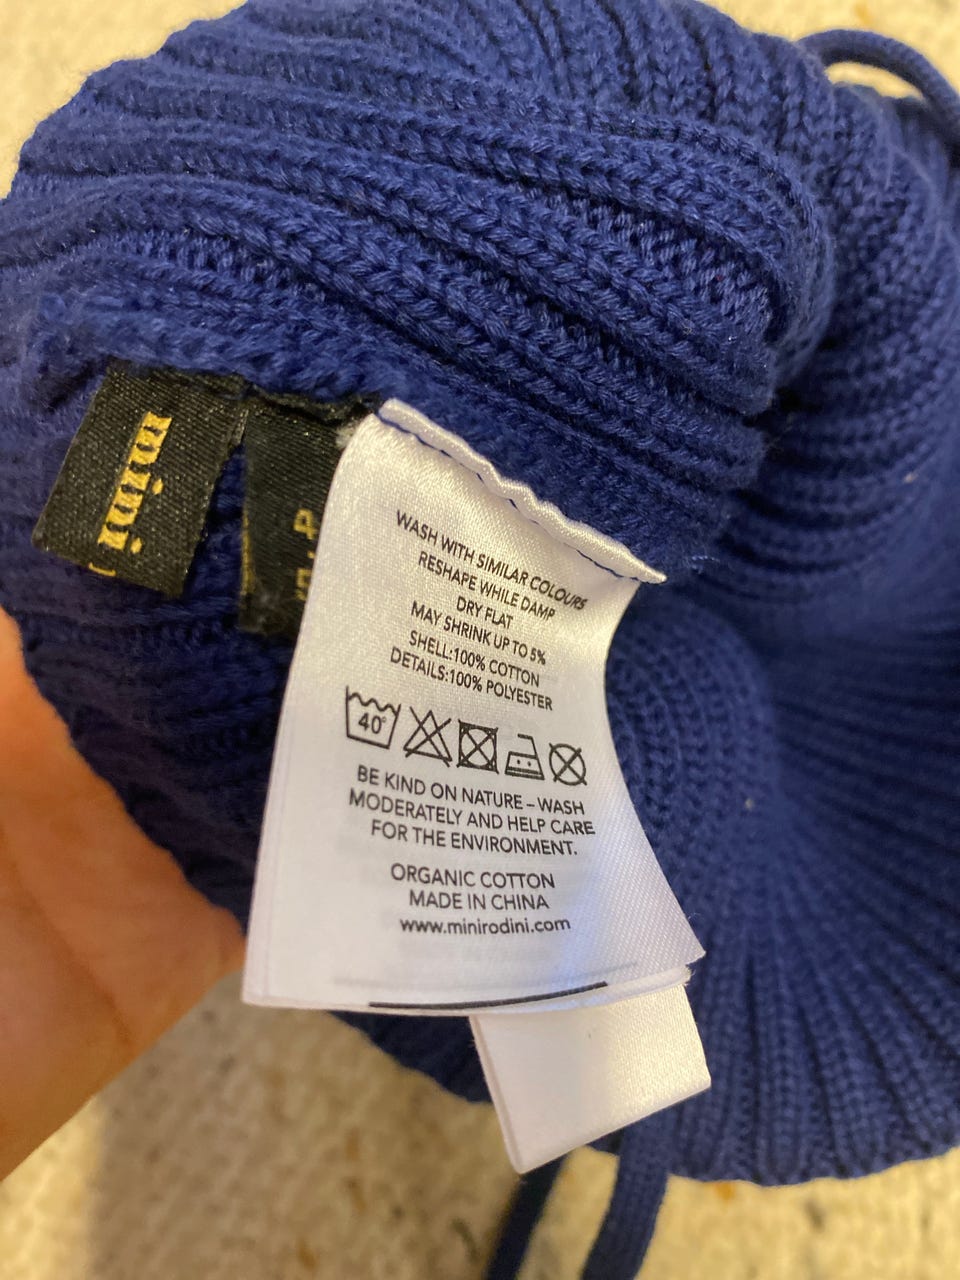 mini
WASH WITH SIMILAR COLOURS
RESHAPE WHILE DAMP
DRY FLAT
MAY SHRINK UP TO 5%
SHELL:100% COTTON
DETAILS:100% POLYESTER
40°
BE KIND ON NATURE – WASH
MODERATELY AND HELP CARE
FOR THE ENVIRONMENT.
ORGANIC COTTON
MADE IN CHINA
www.minirodini.com